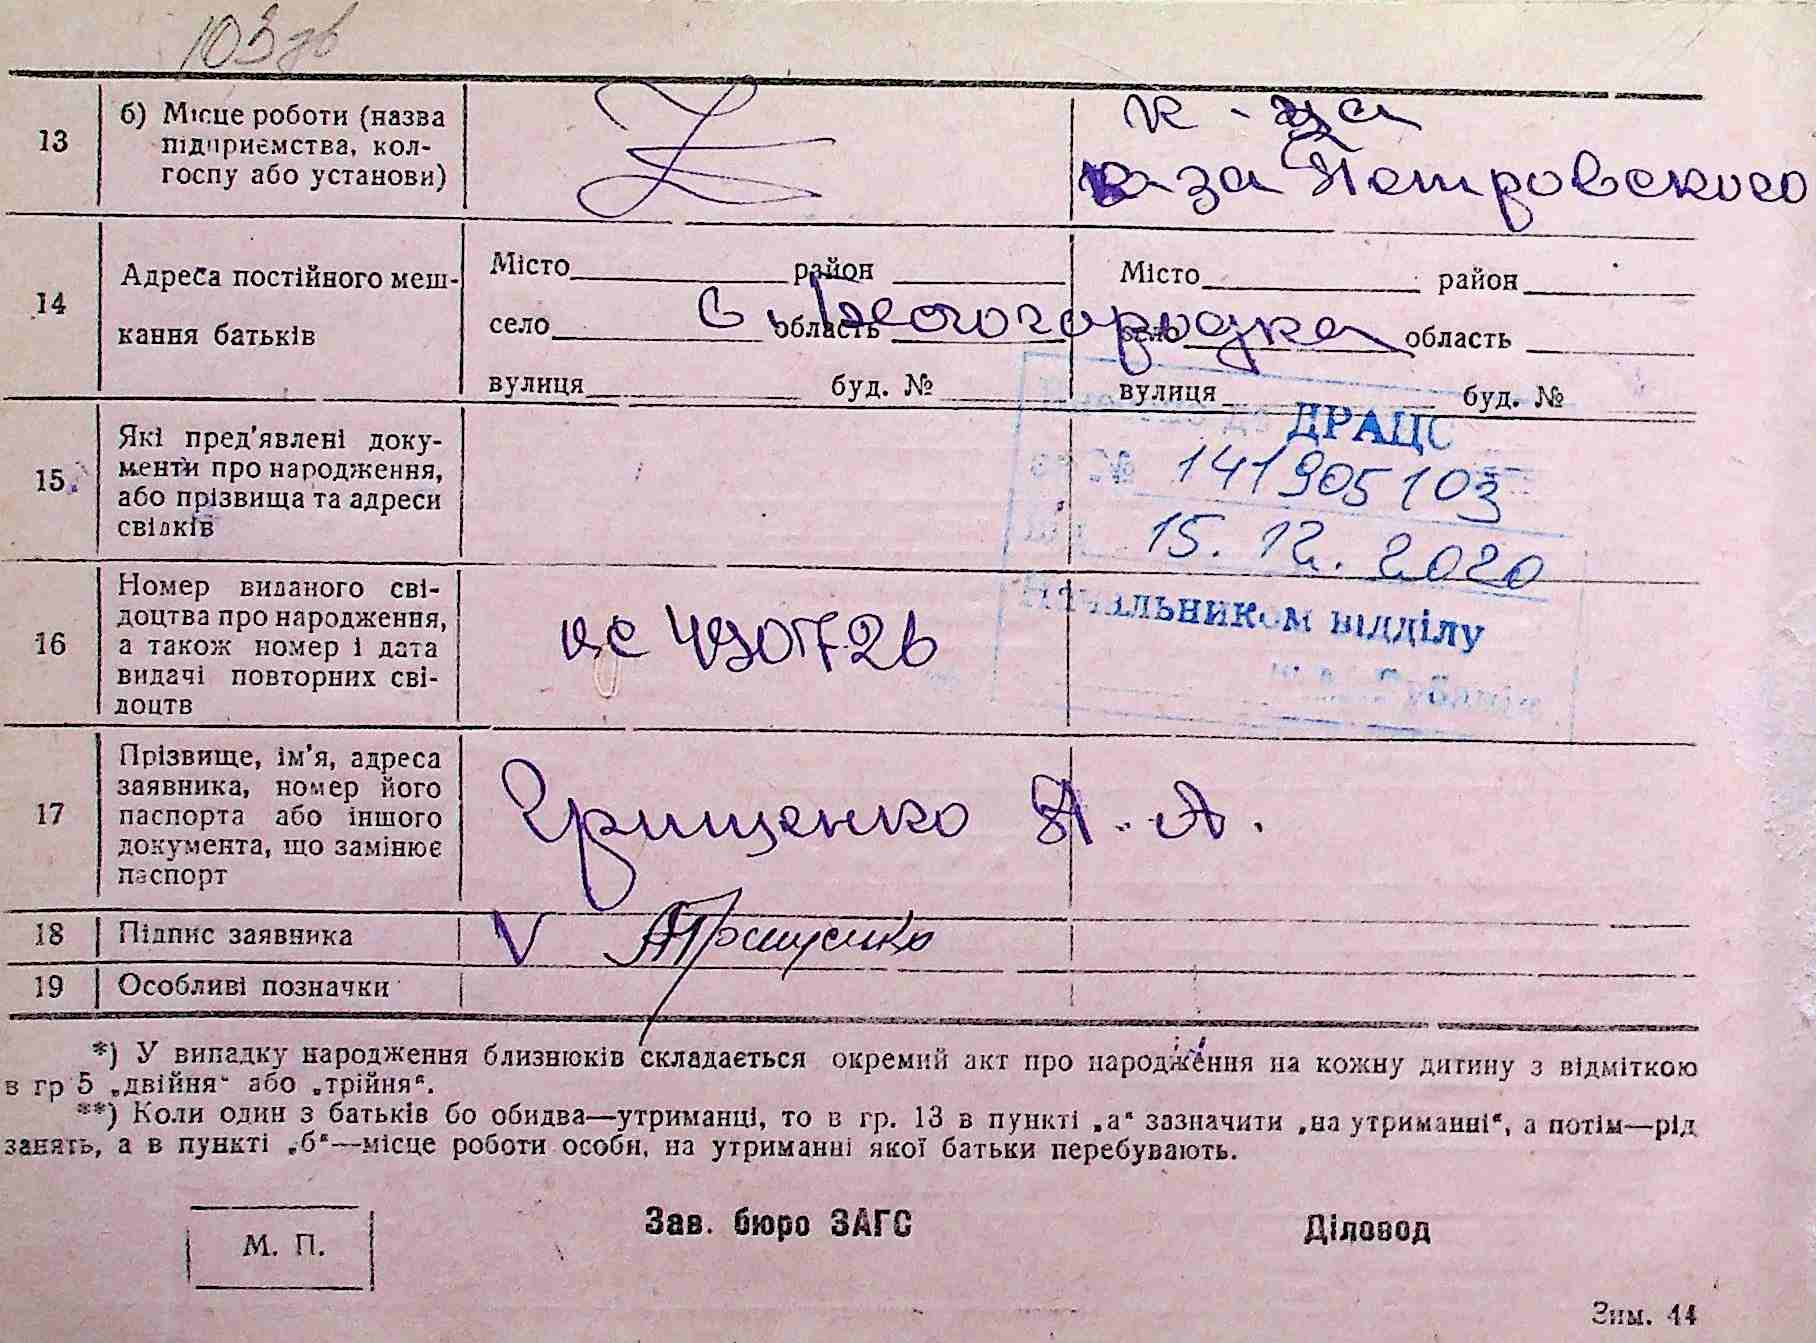 13
б) Місце роботи (назва
підприємства, кол-
госпу або установи)
к-за Петровского
14
Адреса постійного меш-
кання батьків
Місто район
село область
вулиця буд. №
Місто район
село область
вулиця буд. №
с.
15
Які пред'явлені доку-
менти про народження,
або прізвища та адреси
свідків
ДРАЦС
№ 141905103
15.12.2020
Начальником відділу
16
Номер виданого сві-
доцтва про народження,
а також номер і дата
видачі повторних сві-
доцтв
490726
17
Прізвище, ім'я, адреса
заявника, номер його
паспорта або іншого
документа, що замінює
паспорт
Грищенко А. А.
18
Підпис заявника
V Грищенко
19
Особливі позначки
*) У випадку народження близнюків складається окремий акт про народження на кожну дитину з відміткою
в гр 5 „двійня“ або „трійня“.
**) Коли один з батьків бо обидва—утриманці, то в гр. 13 в пункті „а“ зазначити „на утриманні“, а потім—рід
занять, а в пункті „б“—місце роботи особи, на утриманні якої батьки перебувають.
М. П.
Зав. бюро ЗАГС
Діловод
Зим. 44